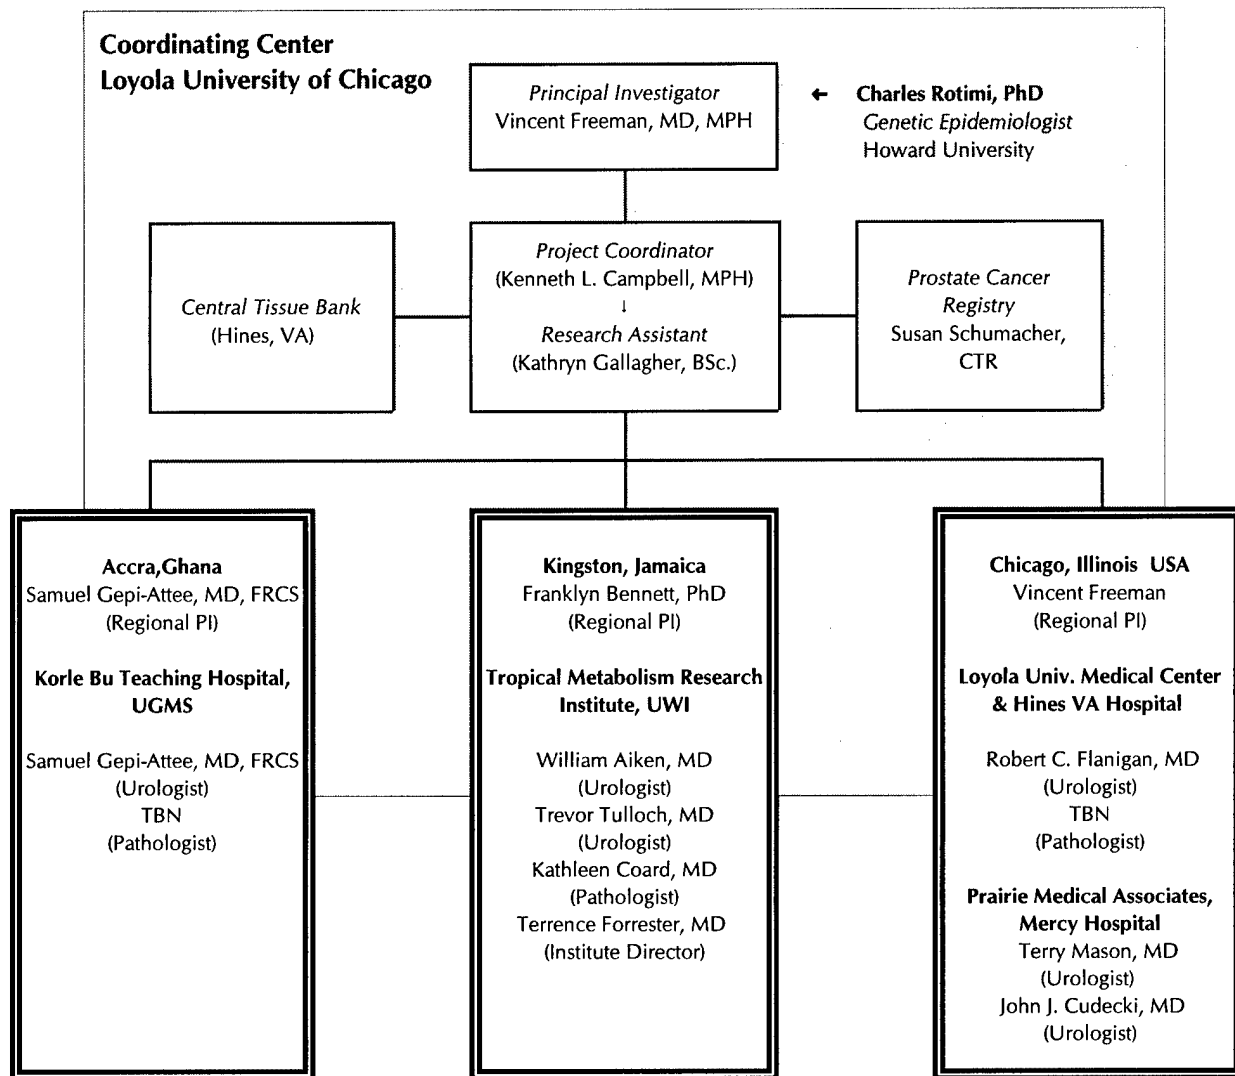 Coordinating Center
Loyola University of Chicago
Principal Investigator
Vincent Freeman, MD, MPH
← Charles Rotimi, PhD
Genetic Epidemiologist
Howard University
Central Tissue Bank
(Hines, VA)
Project Coordinator
(Kenneth L. Campbell, MPH)
↓
Research Assistant
(Kathryn Gallagher, BSc.)
Prostate Cancer
Registry
Susan Schumacher,
CTR
Accra,Ghana
Samuel Gepi-Attee, MD, FRCS
(Regional PI)
Korle Bu Teaching Hospital,
UGMS
Samuel Gepi-Attee, MD, FRCS
(Urologist)
TBN
(Pathologist)
Kingston, Jamaica
Franklyn Bennett, PhD
(Regional PI)
Tropical Metabolism Research
Institute, UWI
William Aiken, MD
(Urologist)
Trevor Tulloch, MD
(Urologist)
Kathleen Coard, MD
(Pathologist)
Terrence Forrester, MD
(Institute Director)
Chicago, Illinois USA
Vincent Freeman
(Regional PI)
Loyola Univ. Medical Center
& Hines VA Hospital
Robert C. Flanigan, MD
(Urologist)
TBN
(Pathologist)
Prairie Medical Associates,
Mercy Hospital
Terry Mason, MD
(Urologist)
John J. Cudecki, MD
(Urologist)